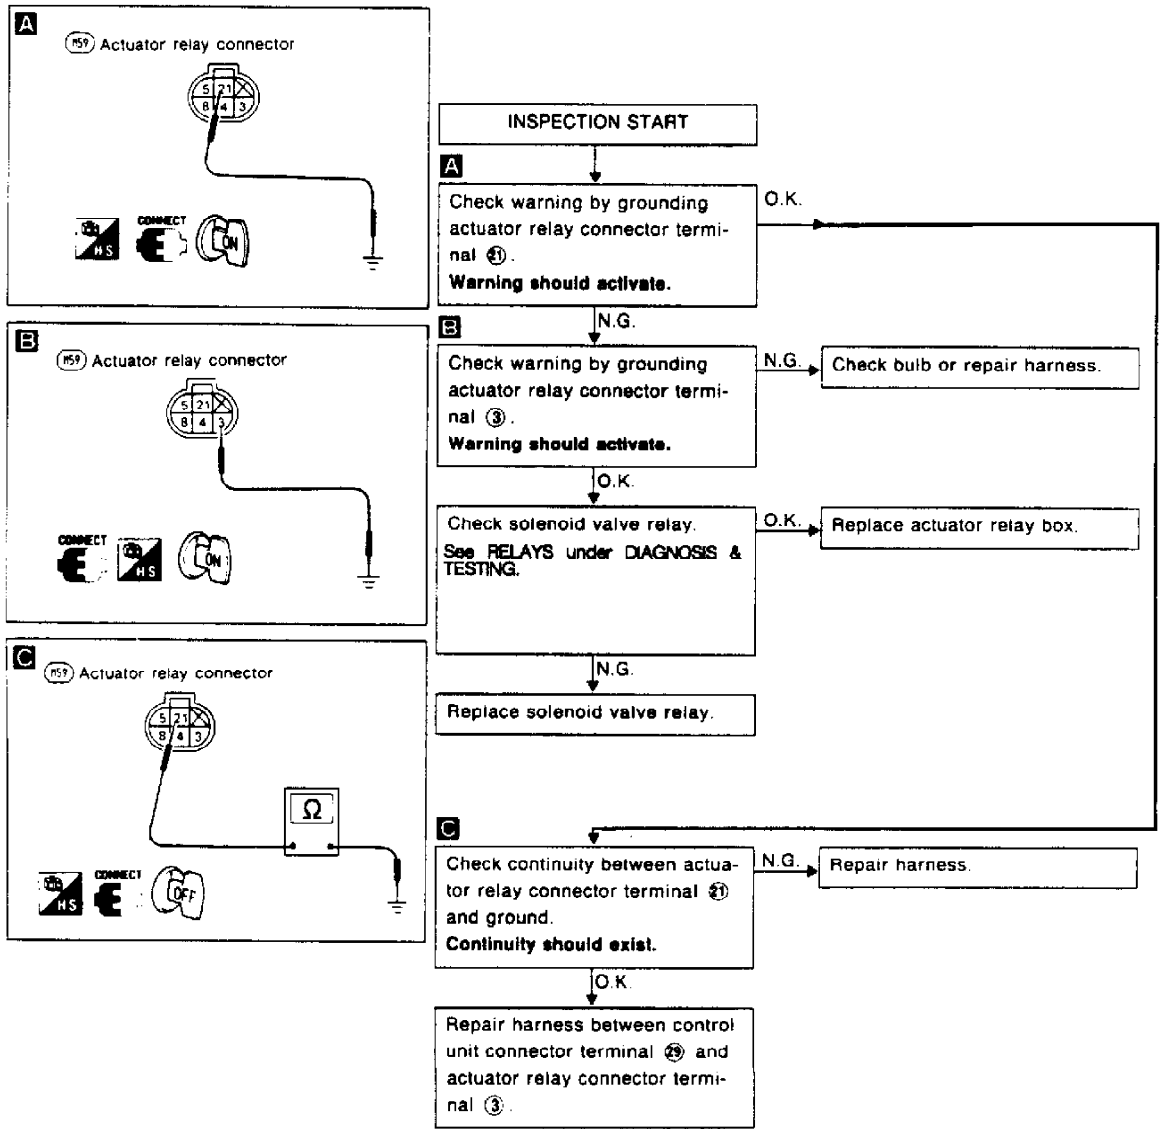 A
M59 Actuator relay connector
5 21
8 4 3
CONNECT
HS
ON
B
M59 Actuator relay connector
5 21
8 4 3
CONNECT
HS
ON
C
M59 Actuator relay connector
5 21
8 4 3
Ω
CONNECT
HS
OFF
INSPECTION START
A
Check warning by grounding
actuator relay connector termi-
nal 21.
Warning should activate.
O.K.
N.G.
B
Check warning by grounding
actuator relay connector termi-
nal 3.
Warning should activate.
N.G.
Check bulb or repair harness.
O.K.
Check solenoid valve relay.
See RELAYS under DIAGNOSIS &
TESTING.
O.K.
Replace actuator relay box.
N.G.
Replace solenoid valve relay.
C
Check continuity between actua-
tor relay connector terminal 21
and ground.
Continuity should exist.
N.G.
Repair harness.
O.K.
Repair harness between control
unit connector terminal 29 and
actuator relay connector termi-
nal 3.